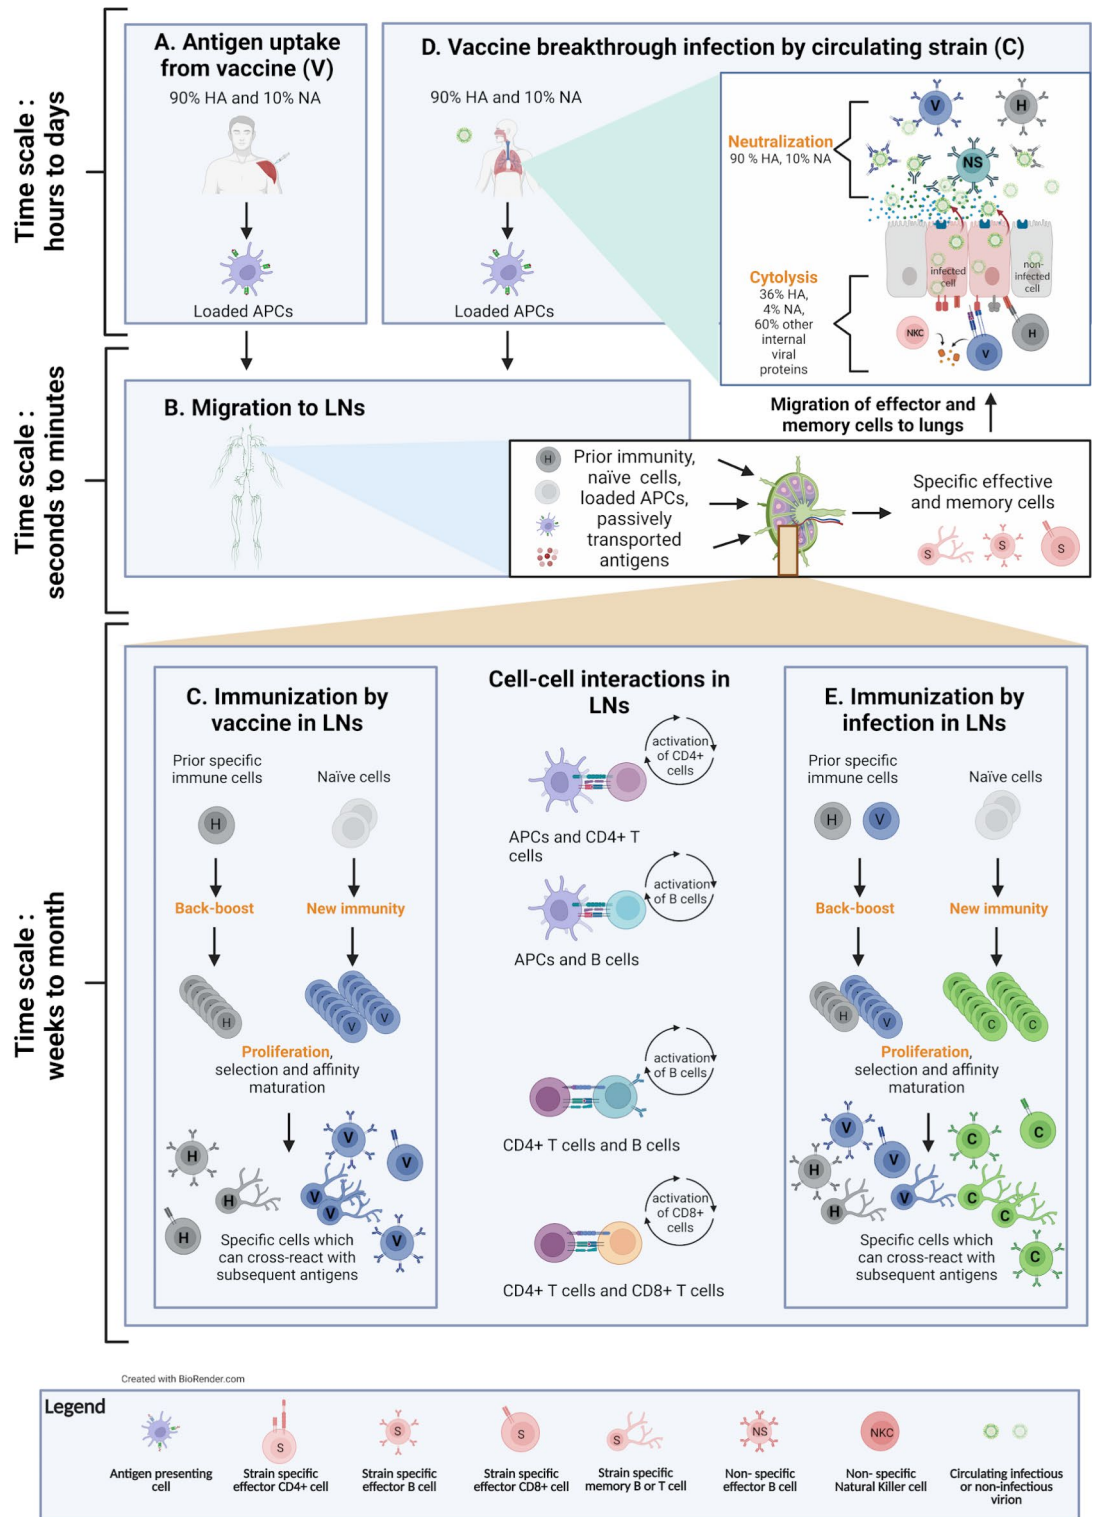 Time scale :
hours to days
A. Antigen uptake
from vaccine (V)
90% HA and 10% NA
Loaded APCs
D. Vaccine breakthrough infection by circulating strain (C)
90% HA and 10% NA
Loaded APCs
Neutralization
90 % HA, 10% NA
V
H
NS
infected
cell
non-
infected
cell
Cytolysis
36% HA,
4% NA,
60% other
internal
viral
proteins
NKC
V
H
Time scale :
seconds to minutes
B. Migration to LNs
Migration of effector and
memory cells to lungs
H
Prior immunity,
naïve cells,
loaded APCs,
passively
transported
antigens
Specific effective
and memory cells
S
S
S
Time scale :
weeks to month
C. Immunization by
vaccine in LNs
Prior specific
immune cells
Naïve cells
H
Back-boost
New immunity
H
V
V
Proliferation,
selection and affinity
maturation
H
V
V
H
V
V
H
V
Specific cells which
can cross-react with
subsequent antigens
Cell-cell interactions in
LNs
activation
of CD4+
cells
APCs and CD4+ T
cells
activation
of B cells
APCs and B cells
activation
of B cells
CD4+ T cells and B cells
activation
of CD8+
cells
CD4+ T cells and CD8+ T cells
E. Immunization by
infection in LNs
Prior specific
immune cells
Naïve cells
H
V
Back-boost
New immunity
H
V
C
C
Proliferation,
selection and affinity
maturation
V
C
C
H
V
H
V
C
C
C
Specific cells which
can cross-react with
subsequent antigens
Created with BioRender.com
Legend
S
S
S
S
NS
NKC
Antigen presenting
cell
Strain specific
effector CD4+ cell
Strain specific
effector B cell
Strain specific
effector CD8+ cell
Strain specific
memory B or T cell
Non- specific
effector B cell
Non- specific
Natural Killer cell
Circulating infectious
or non-infectious
virion